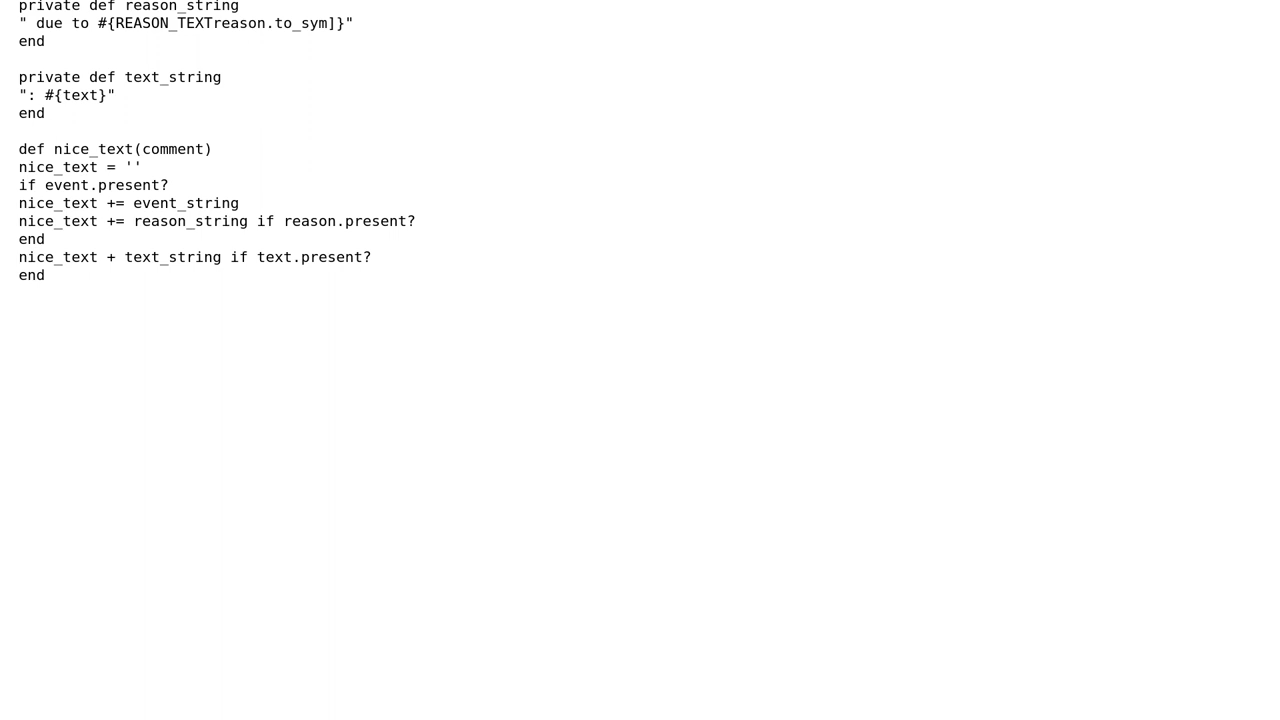 private def reason_string
" due to #{REASON_TEXTreason.to_sym]}"
end
private def text_string
": #{text}"
end
def nice_text(comment)
nice_text = ''
if event.present?
nice_text += event_string
nice_text += reason_string if reason.present?
end
nice_text + text_string if text.present?
end